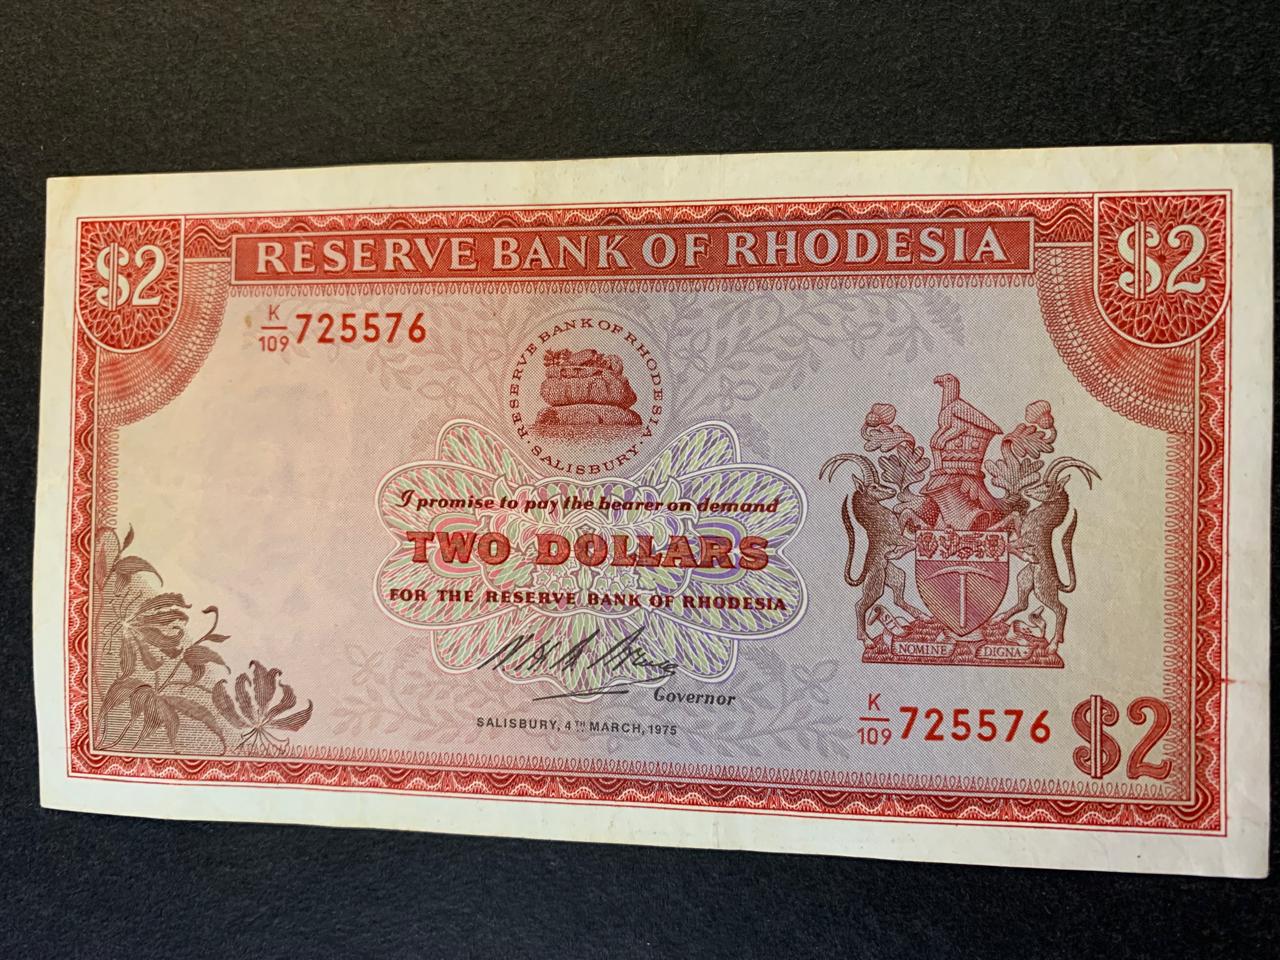 $2
RESERVE BANK OF RHODESIA
$2
K/109 725576
RESERVE BANK OF RHODESIA
· SALISBURY ·
I promise to pay the bearer on demand
TWO DOLLARS
FOR THE RESERVE BANK OF RHODESIA
SIT NOMINE DIGNA
Governor
SALISBURY, 4TH MARCH, 1975
K/109 725576
$2